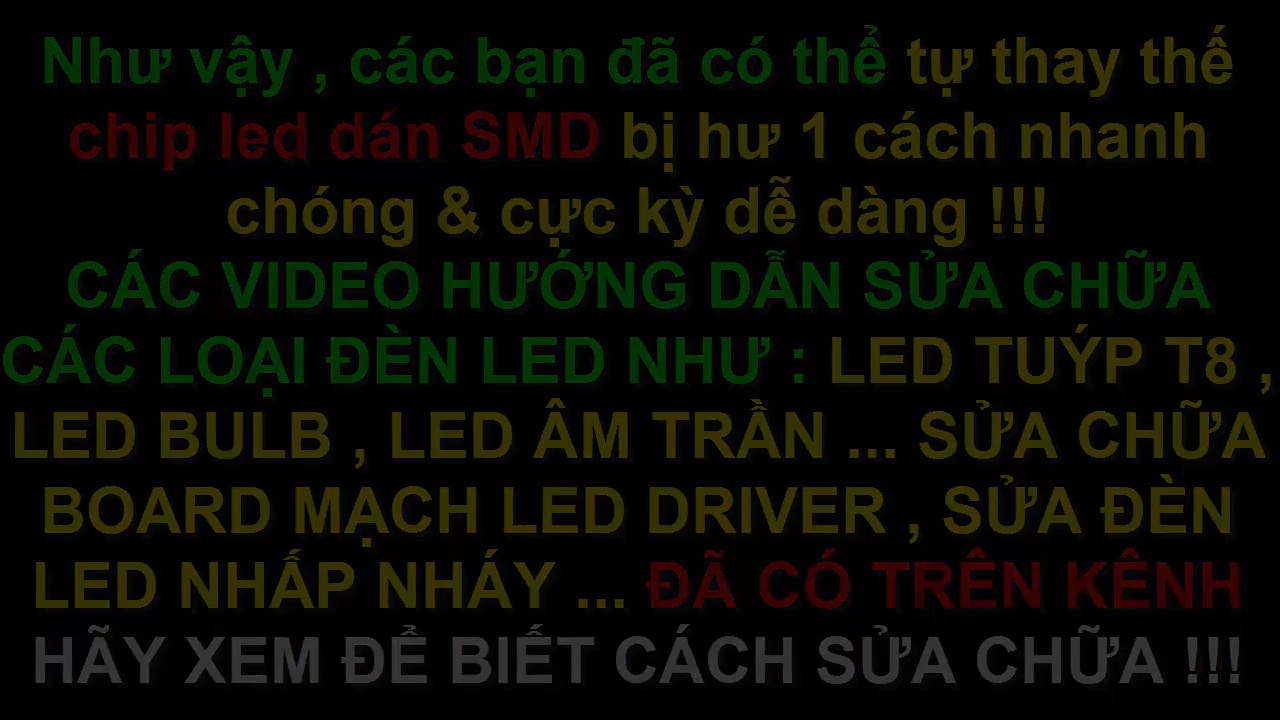 Như vậy , các bạn đã có thể tự thay thế
chip led dán SMD bị hư 1 cách nhanh
chóng & cực kỳ dễ dàng !!!
CÁC VIDEO HƯỚNG DẪN SỬA CHỮA
CÁC LOẠI ĐÈN LED NHƯ : LED TUÝP T8 ,
LED BULB , LED ÂM TRẦN ... SỬA CHỮA
BOARD MẠCH LED DRIVER , SỬA ĐÈN
LED NHẤP NHÁY ... ĐÃ CÓ TRÊN KÊNH
HÃY XEM ĐỂ BIẾT CÁCH SỬA CHỮA !!!